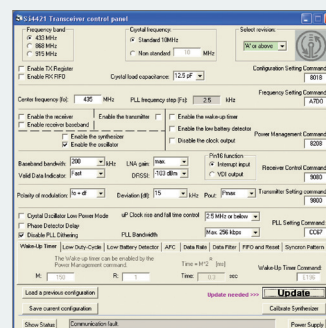 Si4421 Transceiver control panel
Frequency band
433 MHz
868 MHz
915 MHz
Crystal frequency:
Standard 10MHz
Non standard: 10 MHz
Select revision:
'A' or above
Enable TX Register
Enable RX FIFO
Crystal load capacitance: 12.5 pF
Configuration Setting Command
8018
Center frequency (fo): 435 MHz
PLL frequency step (Fs): 2.5 kHz
Frequency Setting Command
A7D0
Enable the receiver
Enable receiver baseband
Enable the transmitter
Enable the synthesizer
Enable the oscillator
Enable the wake-up timer
Enable the low battery detector
Disable the clock output
Power Management Command
8208
Baseband bandwith: 200 kHz
LNA gain: max.
Valid Data Indicator: Fast
DRSSI: -103 dBm
Pin16 function
Interrupt input
VDI output
Receiver Control Command
9080
Polarity of modulation: fo + dt
Deviation (dt): 15 kHz
Pout: Pmax
Transmitter Setting command
9800
Crystal Oscillator Low Power Mode
Phase Detector Delay
Disable PLL Dithering
uP Clock rise and fall time control 2.5 MHz or below
PLL Bandwidth Max. 256 kbps
PLL Setting Command
CC67
Wake-Up Timer
Low Duty-Cycle
Low Battery Detector
AFC
Data Rate
Data Filter
FIFO and Reset
Syncron Pattern
The Wake-up timer can be enabled by the
Power Management command.
M: 150
R: 1
Time: 0.3 sec
Wake-Up Timer Command:
E196
Load a previous configuration
Save current configuration
Update needed >>>
Update
Calibrate Synthesizer
Show Status
Communication fault.
Power Supply